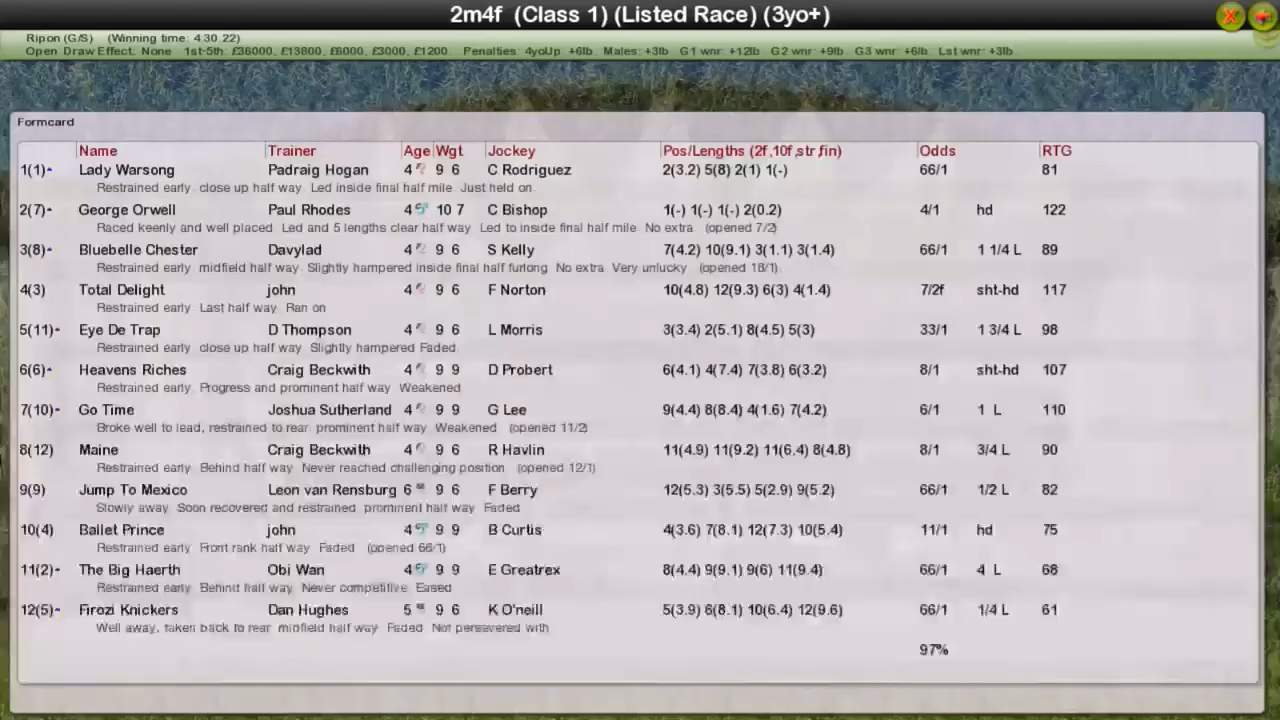 2m4f (Class 1) (Listed Race) (3yo+)
Ripon (G/S) (Winning time: 4.30.22)
Open Draw Effect. None 1st-5th: £36000, £13800, £6000, £3000, £1200. Penalties: 4yoUp +6lb. Males: +3lb G1 wnr: +12lb G2 wnr: +9lb G3 wnr: +6lb Lst wnr: +3lb
Formcard
Name Trainer Age Wgt Jockey Pos/Lengths (2f,10f,str,fin) Odds RTG
1(1) Lady Warsong Padraig Hogan 4 9 6 C Rodriguez 2(3.2) 5(8) 2(1) 1(-) 66/1 81
Restrained early close up half way Led inside final half mile Just held on
2(7) George Orwell Paul Rhodes 4 10 7 C Bishop 1(-) 1(-) 1(-) 2(0.2) 4/1 hd 122
Raced keenly and well placed Led and 5 lengths clear half way Led to inside final half mile No extra (opened 7/2)
3(8) Bluebelle Chester Davylad 4 9 6 S Kelly 7(4.2) 10(9.1) 3(1.1) 3(1.4) 66/1 1 1/4 L 89
Restrained early midfield half way Slightly hampered inside final half furlong No extra Very unlucky (opened 18/1)
4(3) Total Delight john 4 9 6 F Norton 10(4.8) 12(9.3) 6(3) 4(1.4) 7/2f sht-hd 117
Restrained early Last half way Ran on
5(11) Eye De Trap D Thompson 4 9 6 L Morris 3(3.4) 2(5.1) 8(4.5) 5(3) 33/1 1 3/4 L 98
Restrained early close up half way Slightly hampered Faded
6(6) Heavens Riches Craig Beckwith 4 9 9 D Probert 6(4.1) 4(7.4) 7(3.8) 6(3.2) 8/1 sht-hd 107
Restrained early Progress and prominent half way Weakened
7(10) Go Time Joshua Sutherland 4 9 9 G Lee 9(4.4) 8(8.4) 4(1.6) 7(4.2) 6/1 1 L 110
Broke well to lead, restrained to rear prominent half way Weakened (opened 11/2)
8(12) Maine Craig Beckwith 4 9 6 R Havlin 11(4.9) 11(9.2) 11(6.4) 8(4.8) 8/1 3/4 L 90
Restrained early Behind half way Never reached challenging position (opened 12/1)
9(9) Jump To Mexico Leon van Rensburg 6 9 6 F Berry 12(5.3) 3(5.5) 5(2.9) 9(5.2) 66/1 1/2 L 82
Slowly away Soon recovered and restrained prominent half way Faded
10(4) Ballet Prince john 4 9 9 B Curtis 4(3.6) 7(8.1) 12(7.3) 10(5.4) 11/1 hd 75
Restrained early Front rank half way Faded (opened 66/1)
11(2) The Big Haerth Obi Wan 4 9 9 E Greatrex 8(4.4) 9(9.1) 9(6) 11(9.4) 66/1 4 L 68
Restrained early Behind half way Never competitive Eased
12(5) Firozi Knickers Dan Hughes 5 9 6 K O'neill 5(3.9) 6(8.1) 10(6.4) 12(9.6) 66/1 1/4 L 61
Well away, taken back to rear midfield half way Faded Not persevered with
97%